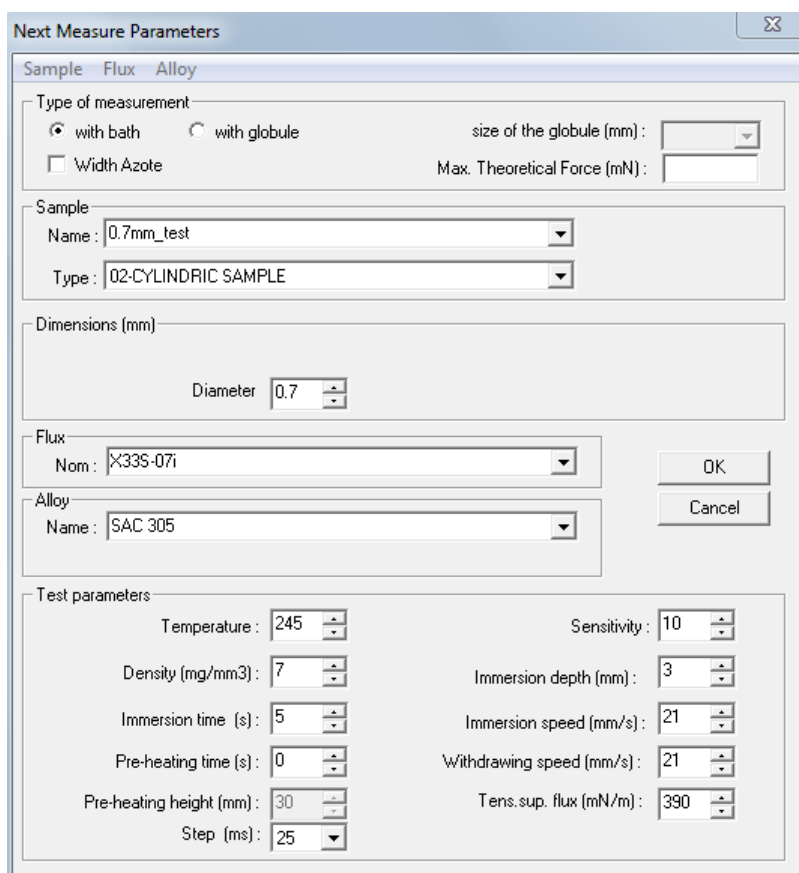 Next Measure Parameters
Sample Flux Alloy
Type of measurement
with bath with globule size of the globule (mm) :
Width Azote Max. Theoretical Force (mN) :
Sample
Name : 0.7mm_test
Type : 02-CYLINDRIC SAMPLE
Dimensions (mm)
Diameter 0.7
Flux
Nom : X33S-07i
OK
Alloy
Name : SAC 305
Cancel
Test parameters
Temperature : 245 Sensitivity : 10
Density (mg/mm3) : 7 Immersion depth (mm) : 3
Immersion time (s) : 5 Immersion speed (mm/s) : 21
Pre-heating time (s) : 0 Withdrawing speed (mm/s) : 21
Pre-heating height (mm) : 30 Tens.sup. flux (mN/m) : 390
Step (ms) : 25